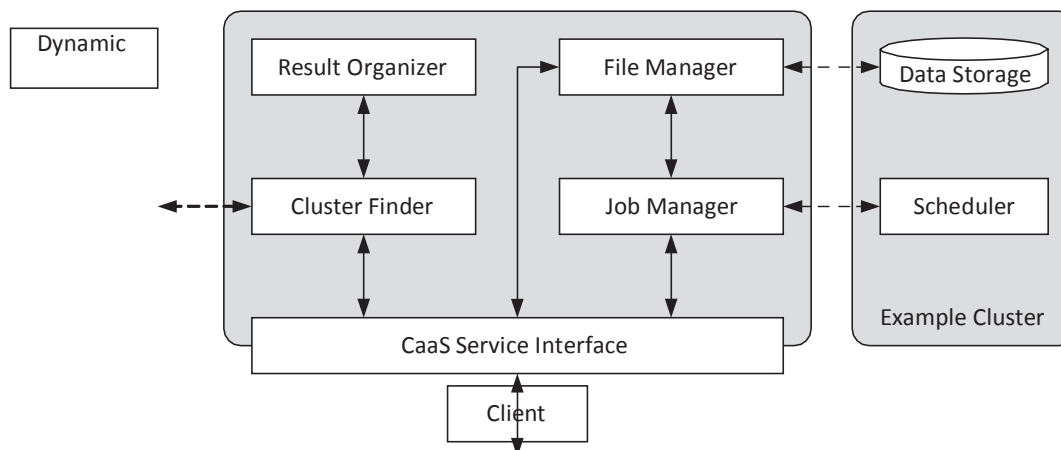 Dynamic
Result Organizer
File Manager
Data Storage
Cluster Finder
Job Manager
Scheduler
Example Cluster
CaaS Service Interface
Client